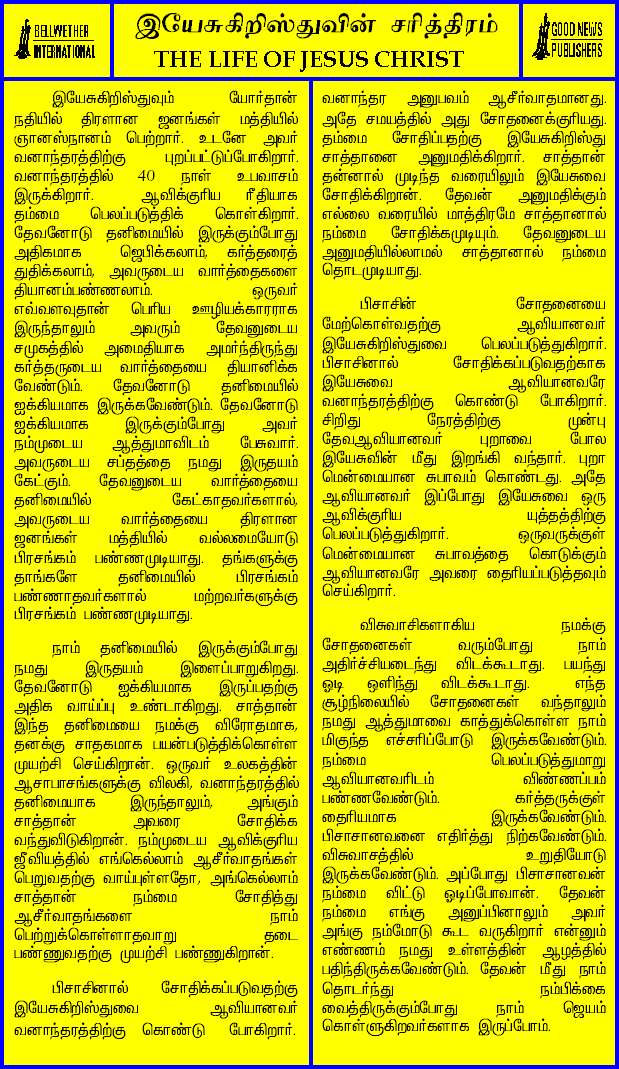 BELLWETHER
INTERNATIONAL
இயேசுகிறிஸ்துவின் சரித்திரம்
THE LIFE OF JESUS CHRIST
GOOD NEWS
PUBLISHERS
இயேசுகிறிஸ்துவும் யோர்தான்
நதியில் திரளான ஜனங்கள் மத்தியில்
ஞானஸ்நானம் பெற்றார். உடனே அவர்
வனாந்தரத்திற்கு புறப்பட்டுப்போகிறார்.
வனாந்தரத்தில் 40 நாள் உபவாசம்
இருக்கிறார். ஆவிக்குரிய ரீதியாக
தம்மை பெலப்படுத்திக் கொள்கிறார்.
தேவனோடு தனிமையில் இருக்கும்போது
அதிகமாக ஜெபிக்கலாம், கர்த்தரைத்
துதிக்கலாம், அவருடைய வார்த்தைகளை
தியானம்பண்ணலாம். ஒருவர்
எவ்வளவுதான் பெரிய ஊழியக்காரராக
இருந்தாலும் அவரும் தேவனுடைய
சமுகத்தில் அமைதியாக அமர்ந்திருந்து
கர்த்தருடைய வார்த்தையை தியானிக்க
வேண்டும். தேவனோடு தனிமையில்
ஐக்கியமாக இருக்கவேண்டும். தேவனோடு
ஐக்கியமாக இருக்கும்போது அவர்
நம்முடைய ஆத்துமாவிடம் பேசுவார்.
அவருடைய சப்தத்தை நமது இருதயம்
கேட்கும். தேவனுடைய வார்த்தையை
தனிமையில் கேட்காதவர்களால்,
அவருடைய வார்த்தையை திரளான
ஜனங்கள் மத்தியில் வல்லமையோடு
பிரசங்கம் பண்ணமுடியாது. தங்களுக்கு
தாங்களே தனிமையில் பிரசங்கம்
பண்ணாதவர்களால் மற்றவர்களுக்கு
பிரசங்கம் பண்ணமுடியாது.
நாம் தனிமையில் இருக்கும்போது
நமது இருதயம் இளைப்பாறுகிறது.
தேவனோடு ஐக்கியமாக இருப்பதற்கு
அதிக வாய்ப்பு உண்டாகிறது. சாத்தான்
இந்த தனிமையை நமக்கு விரோதமாக,
தனக்கு சாதகமாக பயன்படுத்திக்கொள்ள
முயற்சி செய்கிறான். ஒருவர் உலகத்தின்
ஆசாபாசங்களுக்கு விலகி, வனாந்தரத்தில்
தனிமையாக இருந்தாலும், அங்கும்
சாத்தான் அவரை சோதிக்க
வந்துவிடுகிறான். நம்முடைய ஆவிக்குரிய
ஜீவியத்தில் எங்கெல்லாம் ஆசீர்வாதங்கள்
பெறுவதற்கு வாய்புள்ளதோ, அங்கெல்லாம்
சாத்தான் நம்மை சோதித்து
ஆசீர்வாதங்களை நாம்
பெற்றுக்கொள்ளாதவாறு தடை
பண்ணுவதற்கு முயற்சி பண்ணுகிறான்.
பிசாசினால் சோதிக்கப்படுவதற்கு
இயேசுகிறிஸ்துவை ஆவியானவர்
வனாந்தரத்திற்கு கொண்டு போகிறார்.
வனாந்தர அனுபவம் ஆசீர்வாதமானது.
அதே சமயத்தில் அது சோதனைக்குரியது.
தம்மை சோதிப்பதற்கு இயேசுகிறிஸ்து
சாத்தானை அனுமதிக்கிறார். சாத்தான்
தன்னால் முடிந்த வரையிலும் இயேசுவை
சோதிக்கிறான். தேவன் அனுமதிக்கும்
எல்லை வரையில் மாத்திரமே சாத்தானால்
நம்மை சோதிக்கமுடியும். தேவனுடைய
அனுமதியில்லாமல் சாத்தானால் நம்மை
தொடமுடியாது.
பிசாசின் சோதனையை
மேற்கொள்வதற்கு ஆவியானவர்
இயேசுகிறிஸ்துவை பெலப்படுத்துகிறார்.
பிசாசினால் சோதிக்கப்படுவதற்காக
இயேசுவை ஆவியானவரே
வனாந்தரத்திற்கு கொண்டு போகிறார்.
சிறிது நேரத்திற்கு முன்பு
தேவஆவியானவர் புறாவை போல
இயேசுவின் மீது இறங்கி வந்தார். புறா
மென்மையான சுபாவம் கொண்டது. அதே
ஆவியானவர் இப்போது இயேசுவை ஒரு
ஆவிக்குரிய யுத்தத்திற்கு
பெலப்படுத்துகிறார். ஒருவருக்குள்
மென்மையான சுபாவத்தை கொடுக்கும்
ஆவியானவரே அவரை தைரியப்படுத்தவும்
செய்கிறார்.
விசுவாசிகளாகிய நமக்கு
சோதனைகள் வரும்போது நாம்
அதிர்ச்சியடைந்து விடக்கூடாது. பயந்து
ஓடி ஒளிந்து விடக்கூடாது. எந்த
சூழ்நிலையில் சோதனைகள் வந்தாலும்
நமது ஆத்துமாவை காத்துக்கொள்ள நாம்
மிகுந்த எச்சரிப்போடு இருக்கவேண்டும்.
நம்மை பெலப்படுத்துமாறு
ஆவியானவரிடம் விண்ணப்பம்
பண்ணவேண்டும். கர்த்தருக்குள்
தைரியமாக இருக்கவேண்டும்.
பிசாசானவனை எதிர்த்து நிற்கவேண்டும்.
விசுவாசத்தில் உறுதியோடு
இருக்கவேண்டும். அப்போது பிசாசானவன்
நம்மை விட்டு ஓடிப்போவான். தேவன்
நம்மை எங்கு அனுப்பினாலும் அவர்
அங்கு நம்மோடு கூட வருகிறார் என்னும்
எண்ணம் நமது உள்ளத்தின் ஆழத்தில்
பதிந்திருக்கவேண்டும். தேவன் மீது நாம்
தொடர்ந்து நம்பிக்கை
வைத்திருக்கும்போது நாம் ஜெயம்
கொள்ளுகிறவர்களாக இருப்போம்.